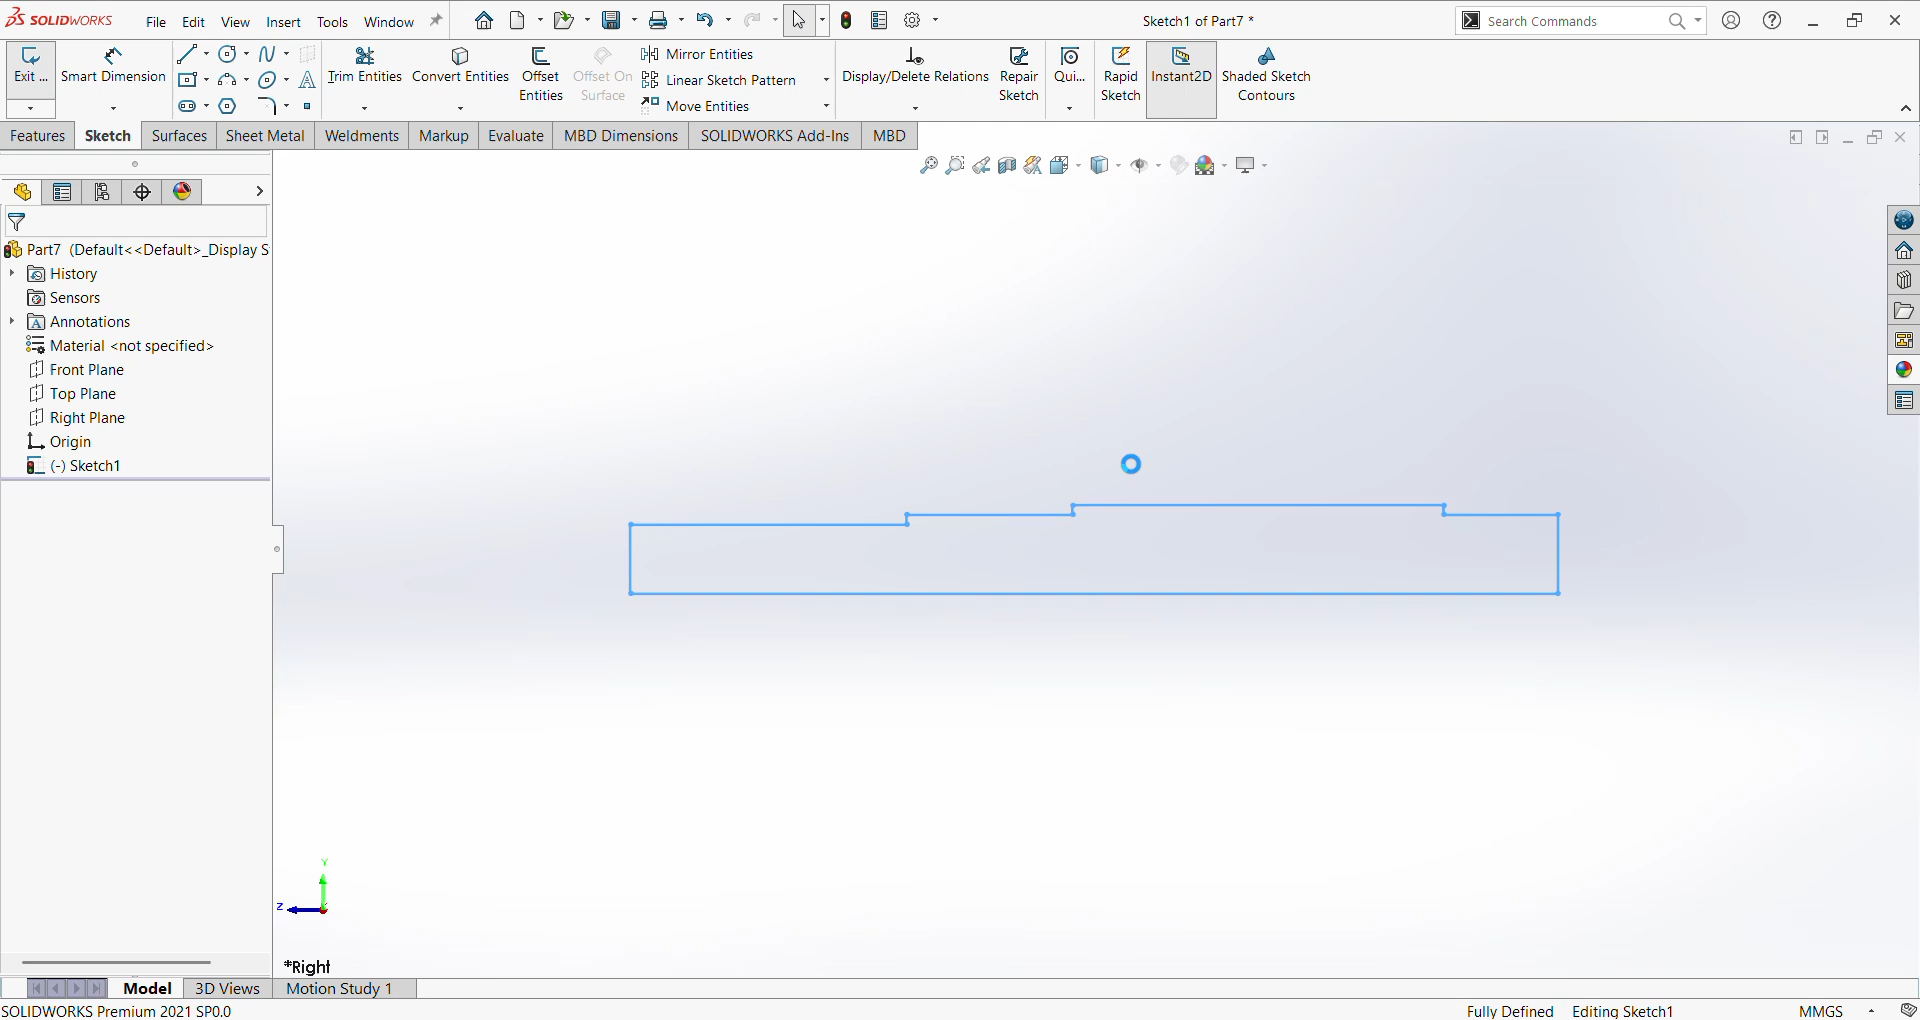 SOLIDWORKS File Edit View Insert Tools Window Sketch1 of Part7 * Search Commands
Exit ... Smart Dimension Trim Entities Convert Entities Offset Entities Offset On Surface Mirror Entities Display/Delete Relations Repair Sketch Qui... Rapid Sketch Instant2D Shaded Sketch Contours
Linear Sketch Pattern
Move Entities
Features Sketch Surfaces Sheet Metal Weldments Markup Evaluate MBD Dimensions SOLIDWORKS Add-Ins MBD
Part7 (Default<<Default>_Display S
History
Sensors
Annotations
Material <not specified>
Front Plane
Top Plane
Right Plane
Origin
(-) Sketch1
Y
Z
*Right
Model 3D Views Motion Study 1
SOLIDWORKS Premium 2021 SP0.0 Fully Defined Editing Sketch1 MMGS